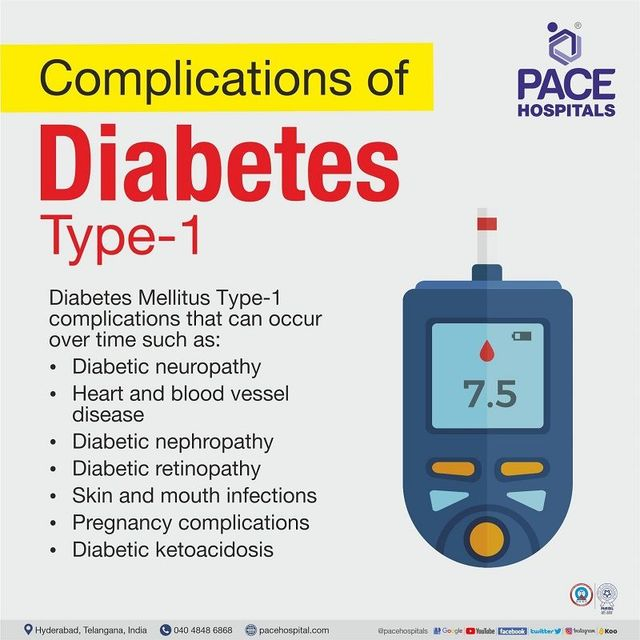 Complications of
Diabetes
Type-1
PACE
HOSPITALS
®
Diabetes Mellitus Type-1
complications that can occur
over time such as:
• Diabetic neuropathy
• Heart and blood vessel
disease
• Diabetic nephropathy
• Diabetic retinopathy
• Skin and mouth infections
• Pregnancy complications
• Diabetic ketoacidosis
7.5
Hyderabad, Telangana, India 040 4848 6868 pacehospital.com @pacehospitals Google YouTube facebook twitter Instagram Koo